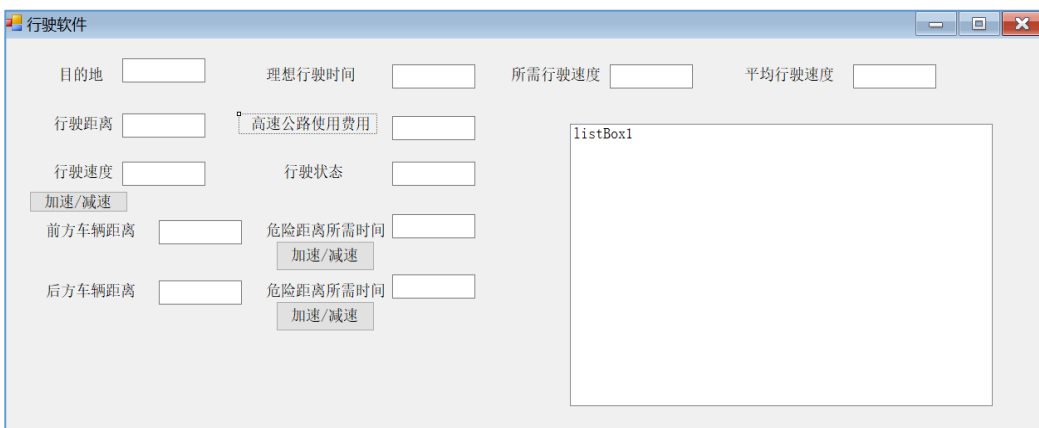 行驶软件
目的地 理想行驶时间 所需行驶速度 平均行驶速度
行驶距离 高速公路使用费用
listBox1
行驶速度 行驶状态
加速/减速
前方车辆距离 危险距离所需时间
加速/减速
后方车辆距离 危险距离所需时间
加速/减速